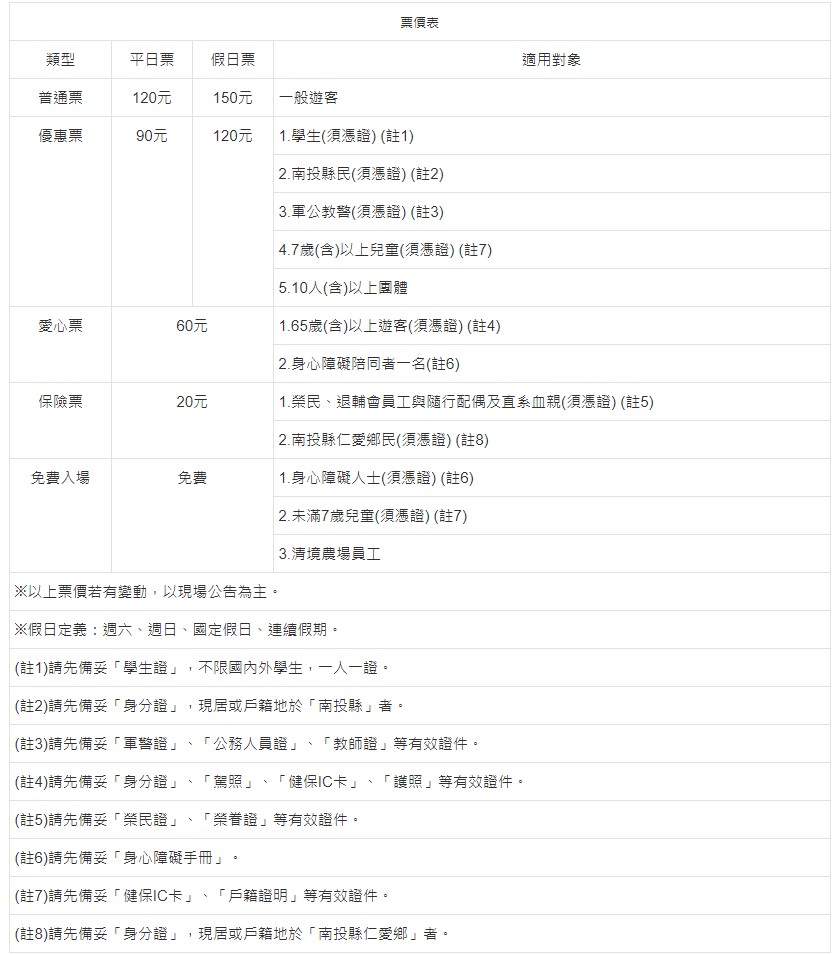 票價表
類型 平日票 假日票 適用對象
普通票 120元 150元 一般遊客
優惠票 90元 120元 1.學生(須憑證) (註1)
2.南投縣民(須憑證) (註2)
3.軍公教警(須憑證) (註3)
4.7歲(含)以上兒童(須憑證) (註7)
5.10人(含)以上團體
愛心票 60元 1.65歲(含)以上遊客(須憑證) (註4)
2.身心障礙陪同者一名(註6)
保險票 20元 1.榮民、退輔會員工與隨行配偶及直系血親(須憑證) (註5)
2.南投縣仁愛鄉民(須憑證) (註8)
免費入場 免費 1.身心障礙人士(須憑證) (註6)
2.未滿7歲兒童(須憑證) (註7)
3.清境農場員工
※以上票價若有變動，以現場公告為主。
※假日定義：週六、週日、國定假日、連續假期。
(註1)請先備妥「學生證」，不限國內外學生，一人一證。
(註2)請先備妥「身分證」，現居或戶籍地於「南投縣」者。
(註3)請先備妥「軍警證」、「公務人員證」、「教師證」等有效證件。
(註4)請先備妥「身分證」、「駕照」、「健保IC卡」、「護照」等有效證件。
(註5)請先備妥「榮民證」、「榮眷證」等有效證件。
(註6)請先備妥「身心障礙手冊」。
(註7)請先備妥「健保IC卡」、「戶籍證明」等有效證件。
(註8)請先備妥「身分證」，現居或戶籍地於「南投縣仁愛鄉」者。